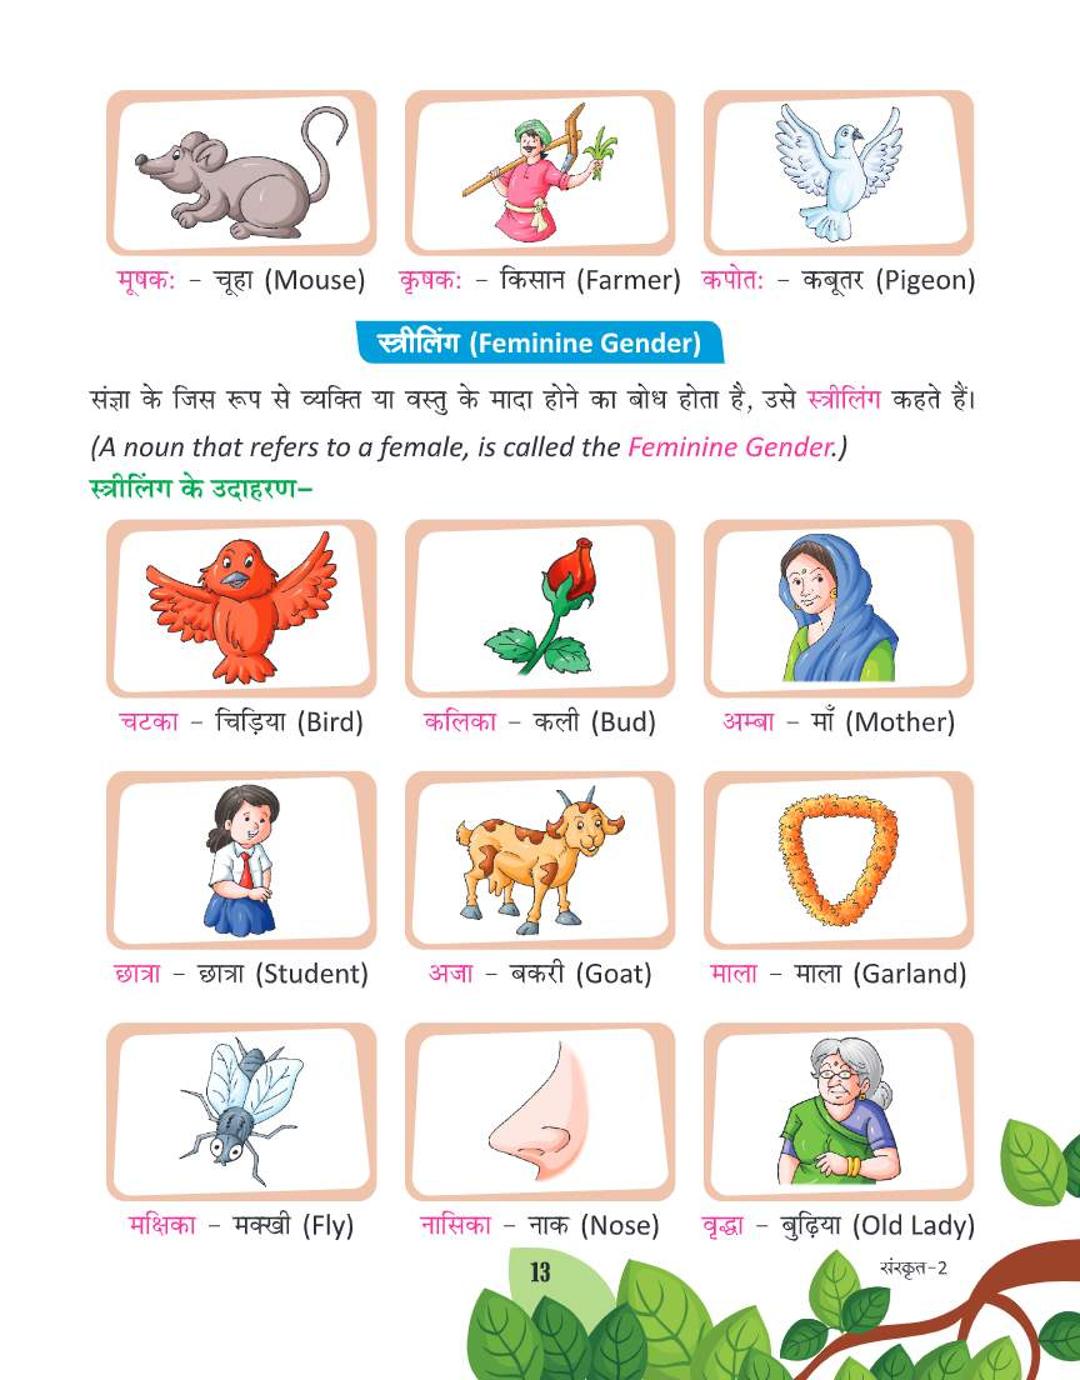 मूषक: – चूहा (Mouse) कृषक: – किसान (Farmer) कपोत: – कबूतर (Pigeon)
स्त्रीलिंग (Feminine Gender)
संज्ञा के जिस रूप से व्यक्ति या वस्तु के मादा होने का बोध होता है, उसे स्त्रीलिंग कहते हैं।
(A noun that refers to a female, is called the Feminine Gender.)
स्त्रीलिंग के उदाहरण–
चटका – चिड़िया (Bird) कलिका – कली (Bud) अम्बा – माँ (Mother)
छात्रा – छात्रा (Student) अजा – बकरी (Goat) माला – माला (Garland)
मक्षिका – मक्खी (Fly) नासिका – नाक (Nose) वृद्धा – बुढ़िया (Old Lady)
13 संस्कृत-2